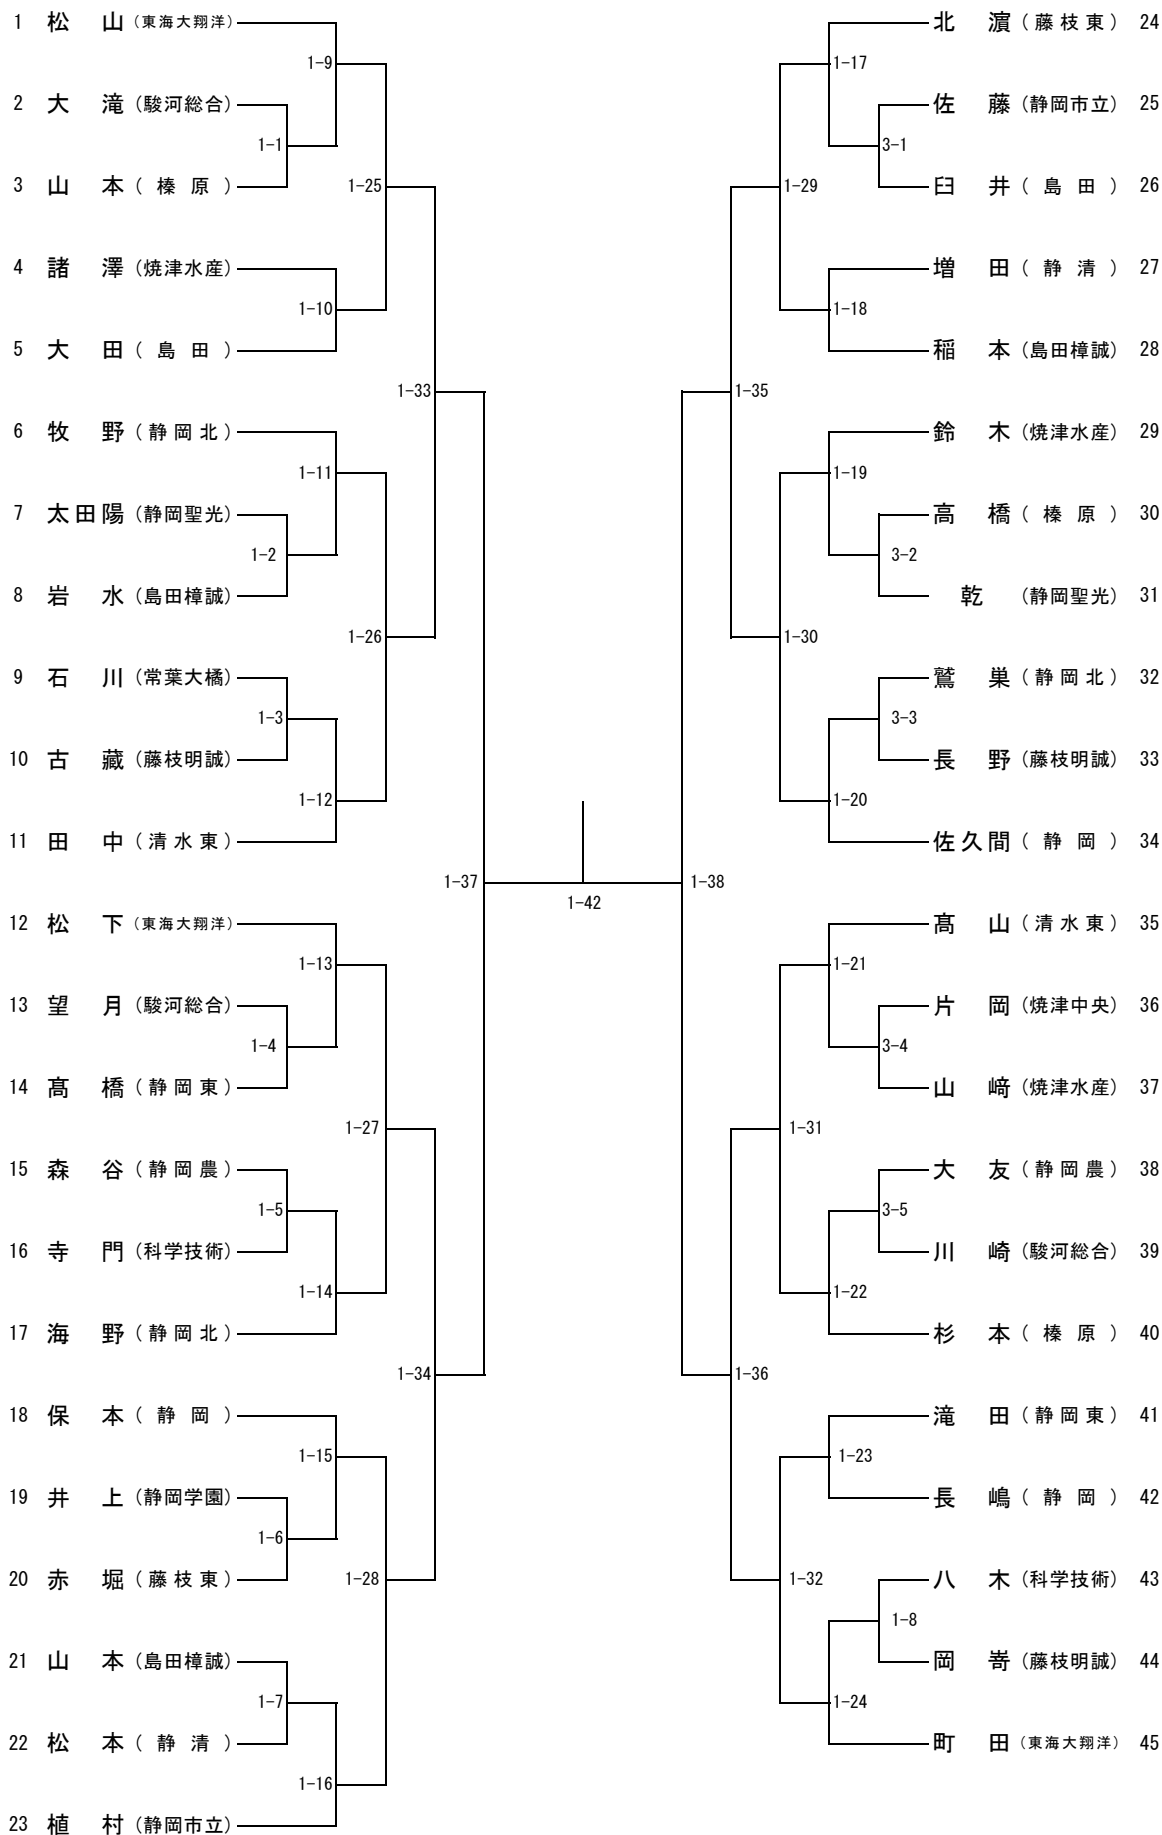 1 松山（東海大翔洋）
1-9
2 大滝（駿河総合）
1-1
3 山本（榛原）
1-25
4 諸澤（焼津水産）
1-10
5 大田（島田）
1-33
6 牧野（静岡北）
1-11
7 太田陽（静岡聖光）
1-2
8 岩水（島田樟誠）
1-26
9 石川（常葉大橘）
1-3
10 古藏（藤枝明誠）
1-12
11 田中（清水東）
1-37
12 松下（東海大翔洋）
1-13
13 望月（駿河総合）
1-4
14 髙橋（静岡東）
1-27
15 森谷（静岡農）
1-5
16 寺門（科学技術）
1-14
17 海野（静岡北）
1-34
18 保本（静岡）
1-15
19 井上（静岡学園）
1-6
20 赤堀（藤枝東）
1-28
21 山本（島田樟誠）
1-7
22 松本（静清）
1-16
23 植村（静岡市立）
1-42
北濵（藤枝東） 24
1-17
佐藤（静岡市立） 25
3-1
臼井（島田） 26
1-29
増田（静清） 27
1-18
稲本（島田樟誠） 28
1-35
鈴木（焼津水産） 29
1-19
高橋（榛原） 30
3-2
乾（静岡聖光） 31
1-30
鷲巣（静岡北） 32
3-3
長野（藤枝明誠） 33
1-20
佐久間（静岡） 34
1-38
髙山（清水東） 35
1-21
片岡（焼津中央） 36
3-4
山﨑（焼津水産） 37
1-31
大友（静岡農） 38
3-5
川崎（駿河総合） 39
1-22
杉本（榛原） 40
1-36
滝田（静岡東） 41
1-23
長嶋（静岡） 42
1-32
八木（科学技術） 43
1-8
岡嵜（藤枝明誠） 44
1-24
町田（東海大翔洋） 45